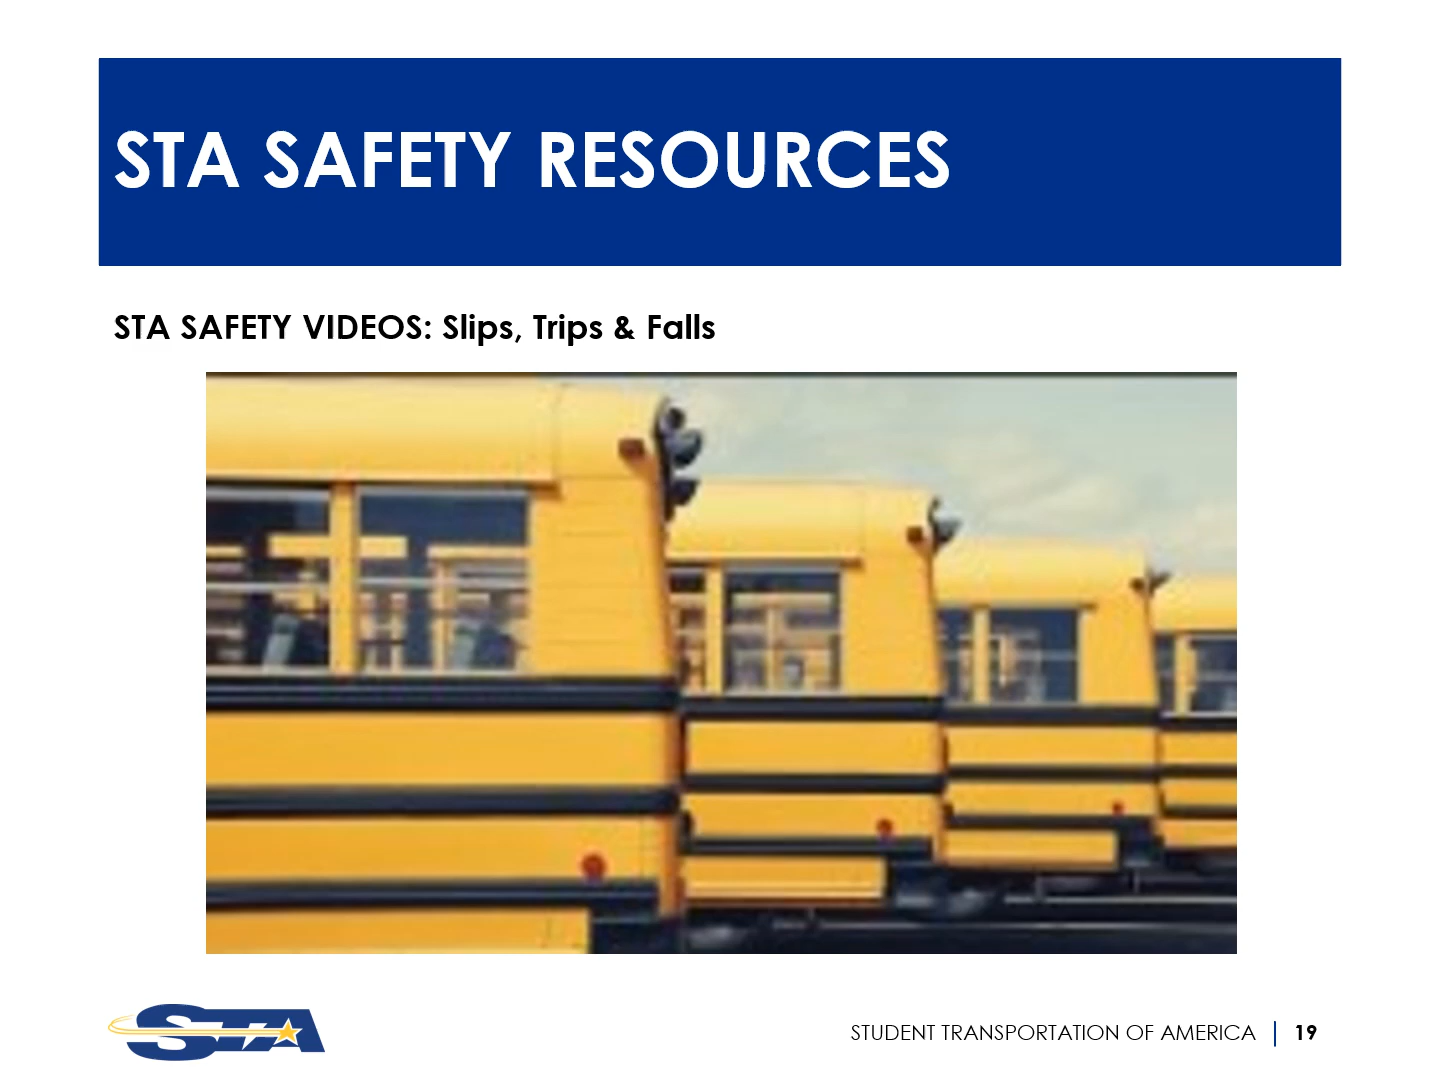 STA SAFETY RESOURCES
STA SAFETY VIDEOS: Slips, Trips & Falls
STA
STUDENT TRANSPORTATION OF AMERICA
19